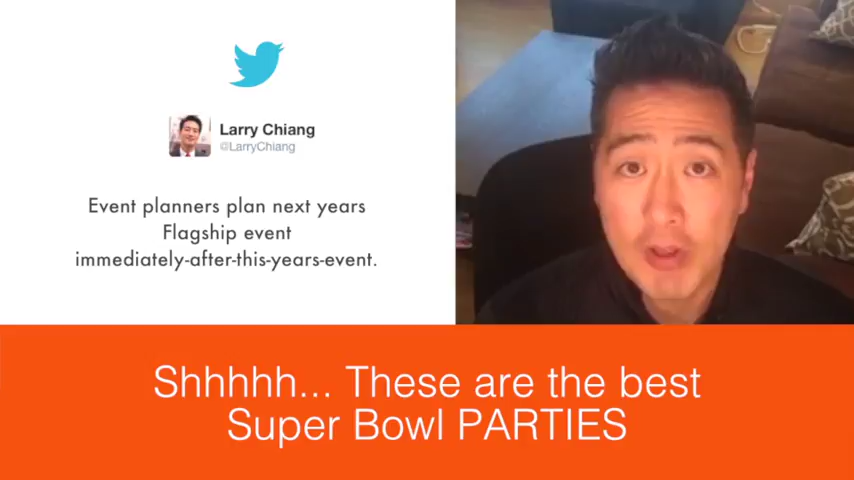 Larry Chiang
@LarryChiang
Event planners plan next years
Flagship event
immediately-after-this-years-event.
Shhhhh... These are the best
Super Bowl PARTIES